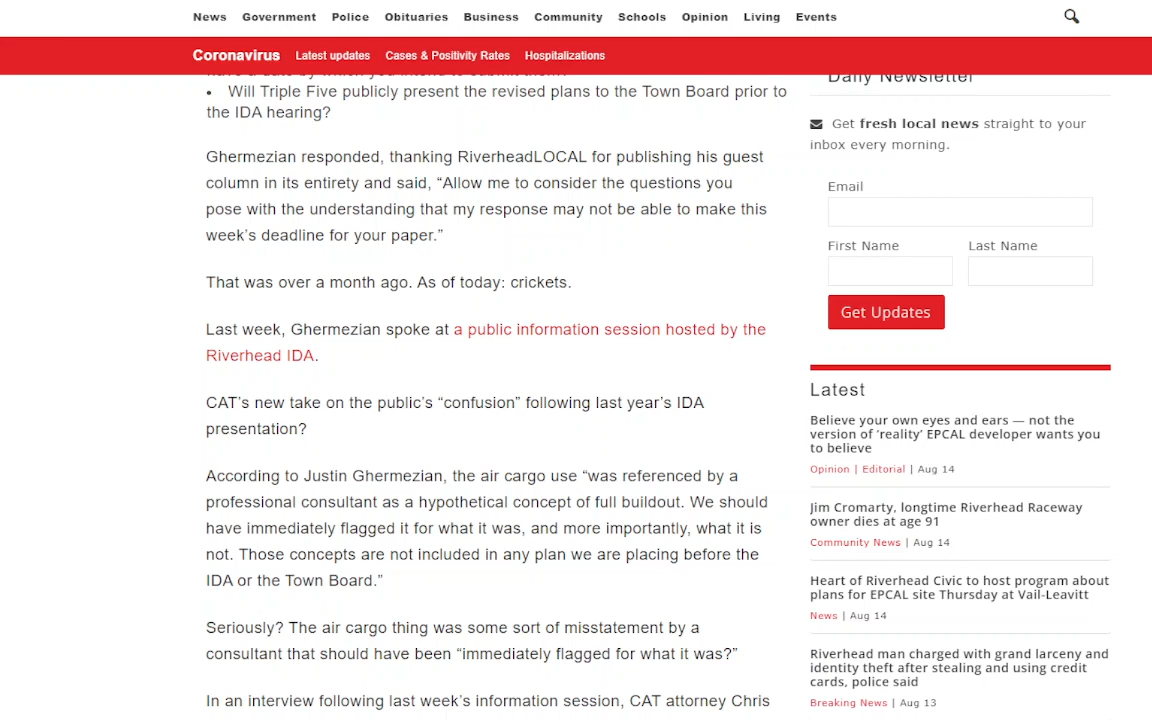 News Government Police Obituaries Business Community Schools Opinion Living Events
Coronavirus Latest updates Cases & Positivity Rates Hospitalizations
• Will Triple Five publicly present the revised plans to the Town Board prior to
the IDA hearing?
Ghermezian responded, thanking RiverheadLOCAL for publishing his guest
column in its entirety and said, “Allow me to consider the questions you
pose with the understanding that my response may not be able to make this
week’s deadline for your paper.”
That was over a month ago. As of today: crickets.
Last week, Ghermezian spoke at a public information session hosted by the
Riverhead IDA.
CAT’s new take on the public’s “confusion” following last year’s IDA
presentation?
According to Justin Ghermezian, the air cargo use “was referenced by a
professional consultant as a hypothetical concept of full buildout. We should
have immediately flagged it for what it was, and more importantly, what it is
not. Those concepts are not included in any plan we are placing before the
IDA or the Town Board.”
Seriously? The air cargo thing was some sort of misstatement by a
consultant that should have been “immediately flagged for what it was?”
In an interview following last week’s information session, CAT attorney Chris
Daily Newsletter
Get fresh local news straight to your
inbox every morning.
Email
First Name Last Name
Get Updates
Latest
Believe your own eyes and ears — not the
version of ‘reality’ EPCAL developer wants you
to believe
Opinion | Editorial | Aug 14
Jim Cromarty, longtime Riverhead Raceway
owner dies at age 91
Community News | Aug 14
Heart of Riverhead Civic to host program about
plans for EPCAL site Thursday at Vail-Leavitt
News | Aug 14
Riverhead man charged with grand larceny and
identity theft after stealing and using credit
cards, police said
Breaking News | Aug 13